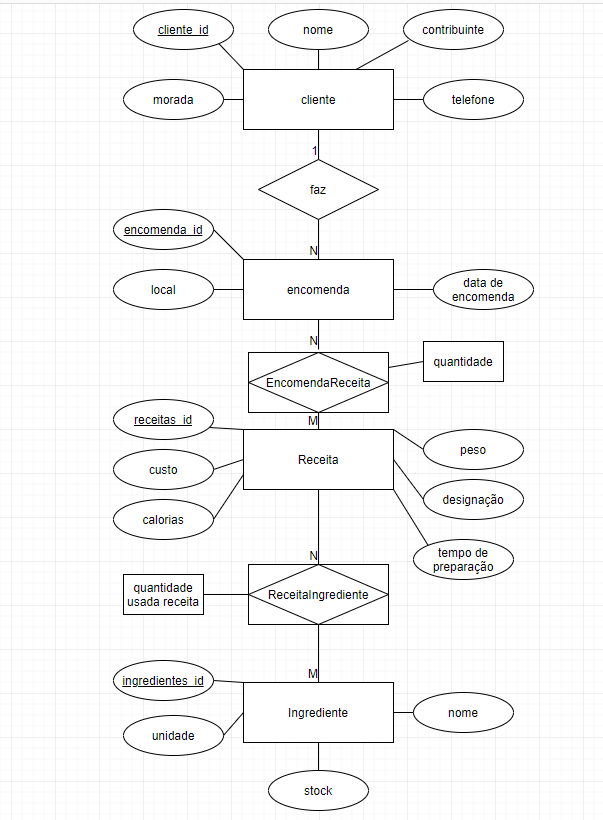 cliente_id
nome
contribuinte
morada
cliente
telefone
1
faz
N
encomenda_id
encomenda
local
data de
encomenda
N
EncomendaReceita
quantidade
M
receitas_id
Receita
peso
custo
designação
calorias
tempo de
preparação
N
quantidade
usada receita
ReceitaIngrediente
M
ingredientes_id
Ingrediente
nome
unidade
stock